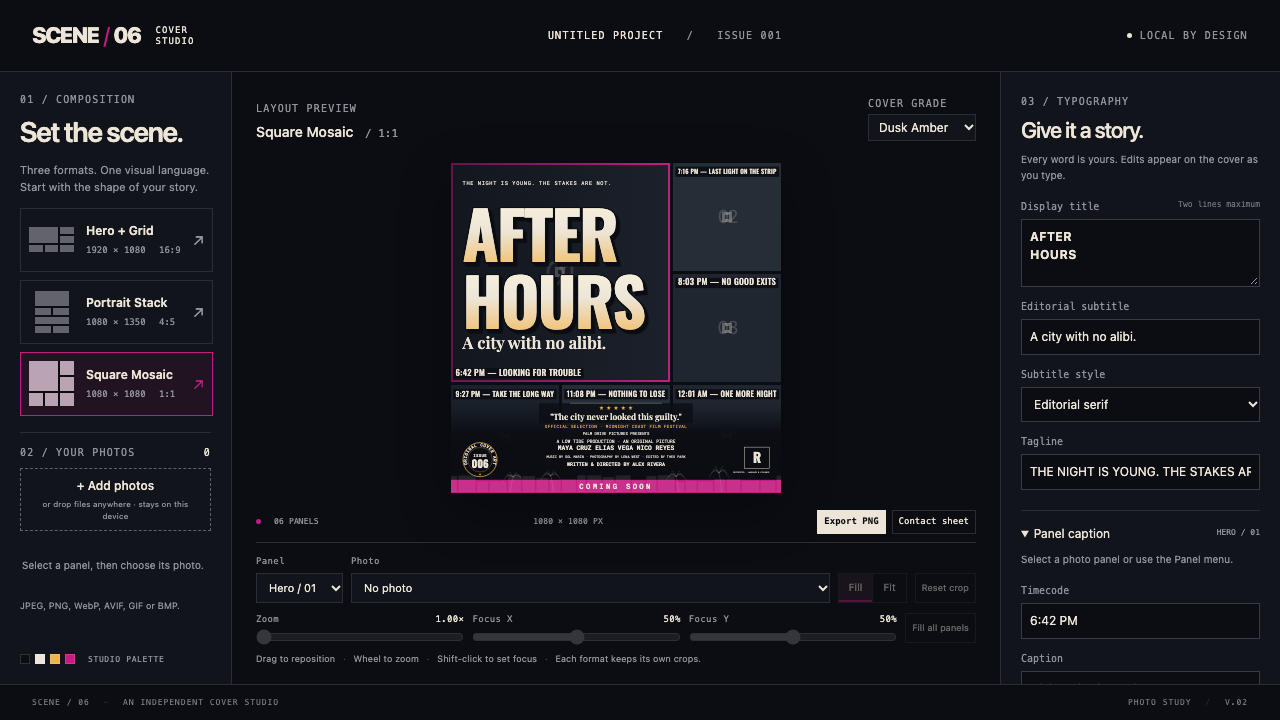 SCENE / 06
COVER STUDIO
UNTITLED PROJECT / ISSUE 001
LOCAL BY DESIGN
01 / COMPOSITION
Set the scene.
Three formats. One visual language.
Start with the shape of your story.
Hero + Grid
1920 × 1080 16:9
Portrait Stack
1080 × 1350 4:5
Square Mosaic
1080 × 1080 1:1
02 / YOUR PHOTOS 0
+ Add photos
or drop files anywhere · stays on this
device
Select a panel, then choose its photo.
JPEG, PNG, WebP, AVIF, GIF or BMP.
STUDIO PALETTE
LAYOUT PREVIEW
Square Mosaic / 1:1
COVER GRADE
Dusk Amber
THE NIGHT IS YOUNG. THE STAKES ARE NOT.
AFTER
HOURS
A city with no alibi.
6:42 PM — LOOKING FOR TROUBLE
7:16 PM — LAST LIGHT ON THE STRIP
02
8:03 PM — NO GOOD EXITS
03
9:27 PM — TAKE THE LONG WAY
11:08 PM — NOTHING TO LOSE
12:01 AM — ONE MORE NIGHT
★ ★ ★ ★ ★
"The city never looked this guilty."
OFFICIAL SELECTION · MIDNIGHT COAST FILM FESTIVAL
PALM DRIVE PICTURES PRESENTS
A LOW TIDE PRODUCTION · AN ORIGINAL PICTURE
MAYA CRUZ ELIAS VEGA NICO REYES
WRITTEN & DIRECTED BY ALEX RIVERA
ISSUE
006
R
COMING SOON
06 PANELS
1080 × 1080 PX
Export PNG
Contact sheet
Panel
Photo
Hero / 01
No photo
Fill
Fit
Reset crop
Zoom 1.00×
Focus X 50%
Focus Y 50%
Fill all panels
Drag to reposition · Wheel to zoom · Shift-click to set focus · Each format keeps its own crops.
03 / TYPOGRAPHY
Give it a story.
Every word is yours. Edits appear on the cover as
you type.
Display title Two lines maximum
AFTER
HOURS
Editorial subtitle
A city with no alibi.
Subtitle style
Editorial serif
Tagline
THE NIGHT IS YOUNG. THE STAKES AR
Panel caption HERO / 01
Select a photo panel or use the Panel menu.
Timecode
6:42 PM
Caption
SCENE / 06 — AN INDEPENDENT COVER STUDIO
PHOTO STUDY / V.02